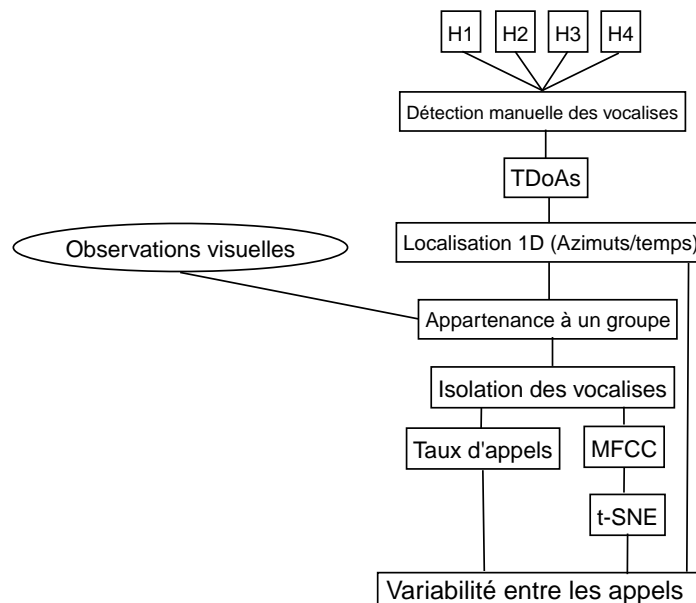 H1 H2 H3 H4
Détection manuelle des vocalises
TDoAs
Observations visuelles
Localisation 1D (Azimuts/temps)
Appartenance à un groupe
Isolation des vocalises
Taux d'appels
MFCC
t-SNE
Variabilité entre les appels